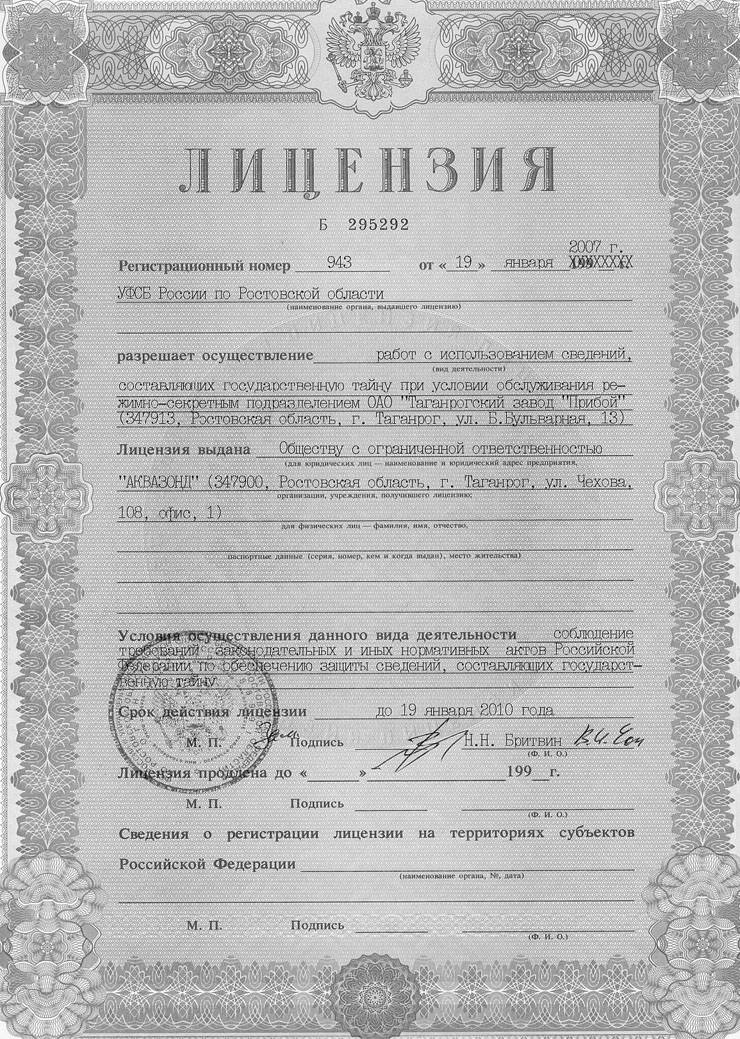 ЛИЦЕНЗИЯ
Б 295292
2007 г.
Регистрационный номер 943 от « 19 » января
УФСБ России по Ростовской области
(наименование органа, выдавшего лицензию)
разрешает осуществление работ с использованием сведений,
(вид деятельности)
составляющих государственную тайну при условии обслуживания ре-
жимно-секретным подразделением ОАО "Таганрогский завод "Прибой"
(347913, Ростовская область, г. Таганрог, ул. Б.Бульварная, 13)
Лицензия выдана Обществу с ограниченной ответственностью
(для юридических лиц — наименование и юридический адрес предприятия,
"АКВАЗОНД" (347900, Ростовская область, г. Таганрог, ул. Чехова,
организации, учреждения, получившего лицензию;
108, офис, 1)
для физических лиц — фамилия, имя, отчество,
паспортные данные (серия, номер, кем и когда выдан), место жительства)
Условия осуществления данного вида деятельности соблюдение
требований законодательных и иных нормативных актов Российской
Федерации по обеспечению защиты сведений, составляющих государст-
венную тайну
Срок действия лицензии до 19 января 2010 года
М. П. Зам Подпись Н.Н. Бритвин
(Ф. И. О.)
Лицензия продлена до « » 199 г.
М. П. Подпись
(Ф. И. О.)
Сведения о регистрации лицензии на территориях субъектов
Российской Федерации
(наименование органа, №, дата)
М. П. Подпись
(Ф. И. О.)